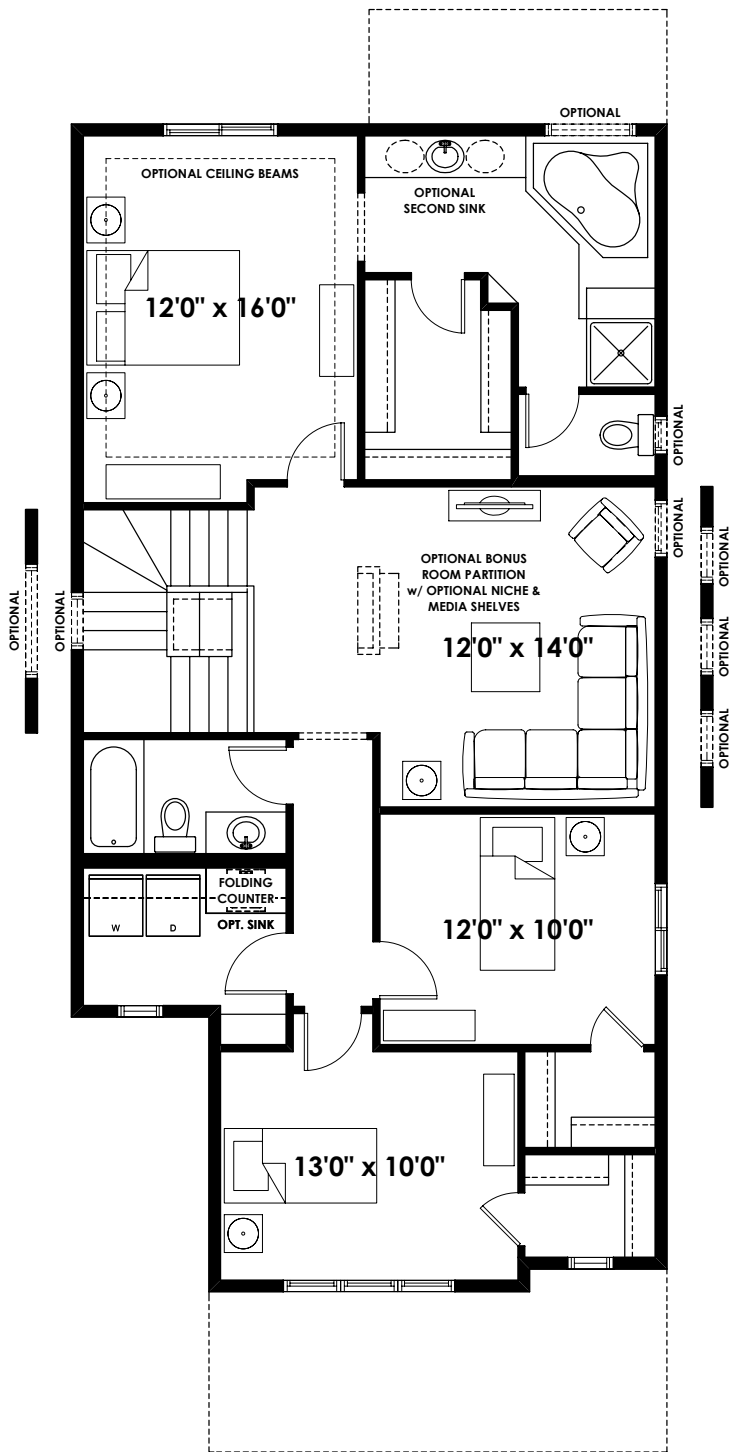 OPTIONAL
OPTIONAL CEILING BEAMS
OPTIONAL
SECOND SINK
12'0" x 16'0"
OPTIONAL
OPTIONAL
OPTIONAL BONUS
ROOM PARTITION
w/ OPTIONAL NICHE &
MEDIA SHELVES
12'0" x 14'0"
OPTIONAL
OPTIONAL
OPTIONAL
OPTIONAL
OPTIONAL
FOLDING
COUNTER
OPT. SINK
W
D
12'0" x 10'0"
13'0" x 10'0"